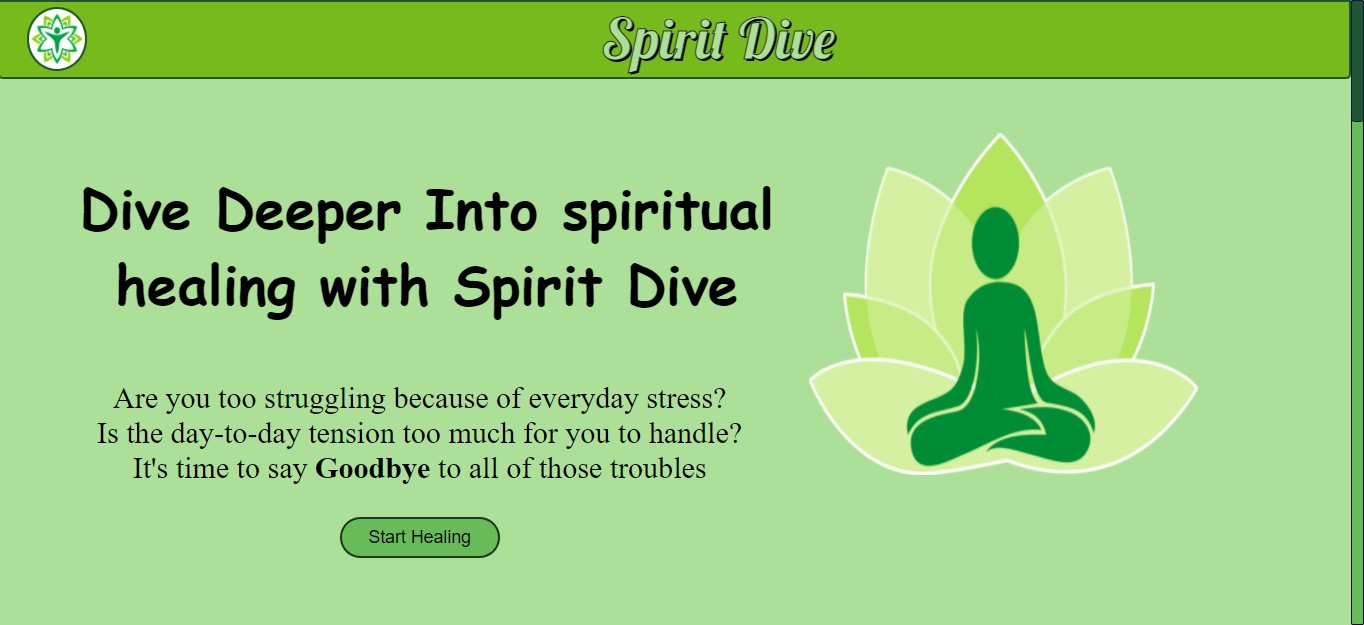 Spirit Dive
Dive Deeper Into spiritual
healing with Spirit Dive
Are you too struggling because of everyday stress?
Is the day-to-day tension too much for you to handle?
It's time to say Goodbye to all of those troubles
Start Healing